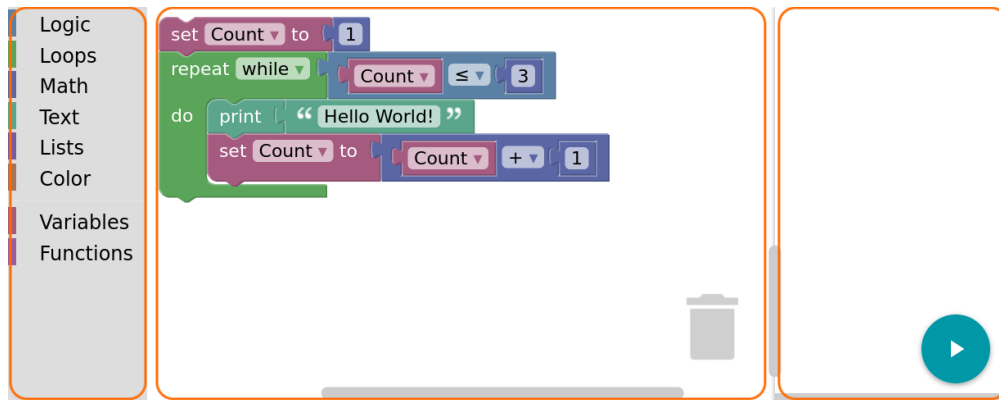 Logic
Loops
Math
Text
Lists
Color
Variables
Functions
set Count to 1
repeat while Count ≤ 3
do print “ Hello World! ”
set Count to Count + 1